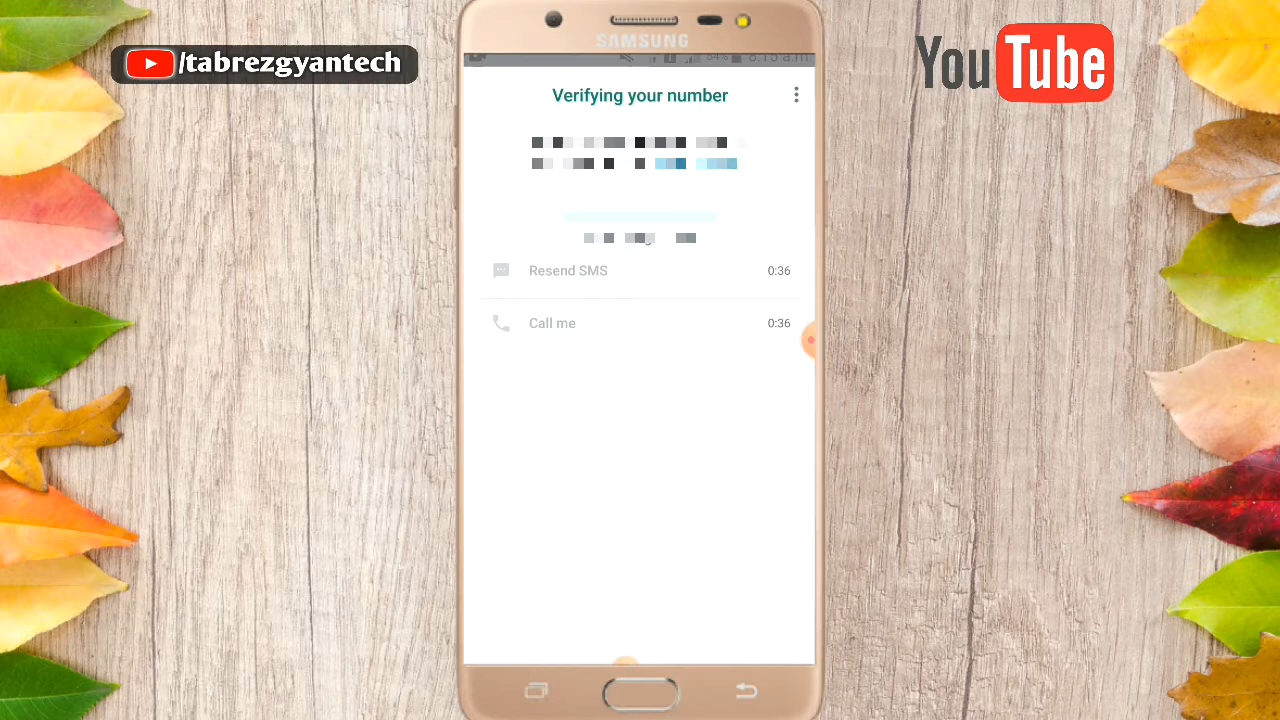 /tabrezgyantech
YouTube
SAMSUNG
Verifying your number
Resend SMS 0:36
Call me 0:36